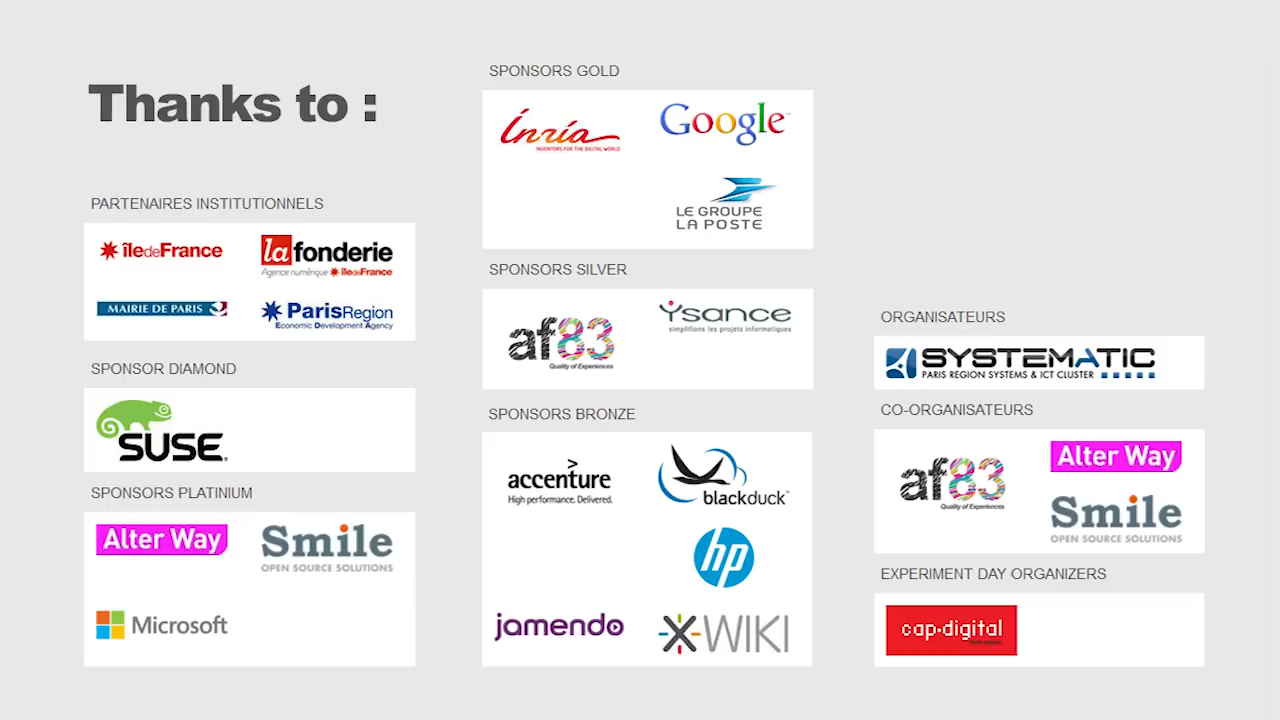 Thanks to :
PARTENAIRES INSTITUTIONNELS
îledeFrance
la fonderie
Agence numérique îledeFrance
MAIRIE DE PARIS
ParisRegion
Economic Development Agency
SPONSOR DIAMOND
SUSE
SPONSORS PLATINIUM
Alter Way
Smile
OPEN SOURCE SOLUTIONS
Microsoft
SPONSORS GOLD
inria
INVENTORS FOR THE DIGITAL WORLD
Google™
LE GROUPE
LA POSTE
SPONSORS SILVER
af83
Quality of Experiences
Ysance
simplifions les projets informatiques
SPONSORS BRONZE
accenture
High performance. Delivered.
blackduck™
hp
jamendo
XWIKI
ORGANISATEURS
SYSTEMATIC
PARIS REGION SYSTEMS & ICT CLUSTER
CO-ORGANISATEURS
af83
Quality of Experiences
Alter Way
Smile
OPEN SOURCE SOLUTIONS
EXPERIMENT DAY ORGANIZERS
cap-digital